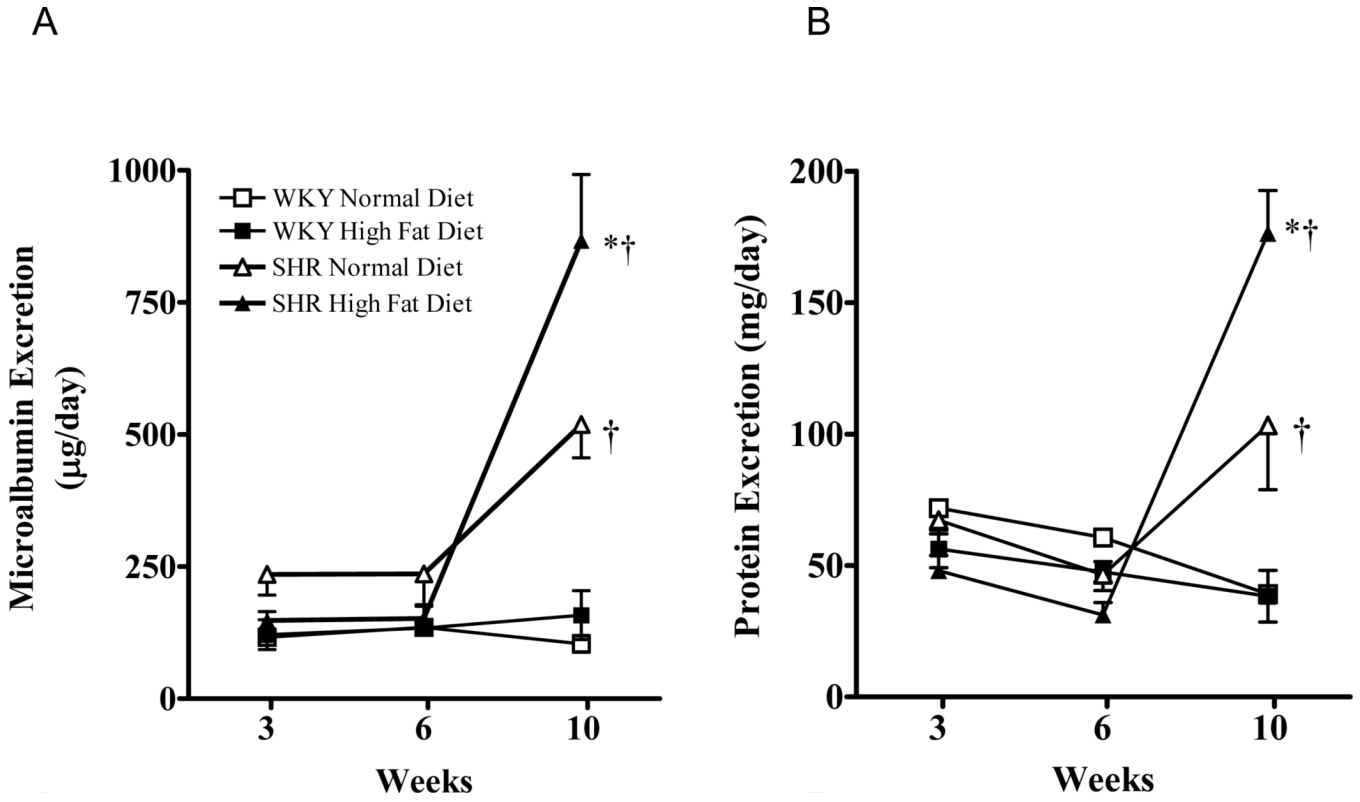 A
Microalbumin Excretion
(μg/day)
1000
750
500
250
0
WKY Normal Diet
WKY High Fat Diet
SHR Normal Diet
SHR High Fat Diet
*†
†
3 6 10
Weeks
B
Protein Excretion (mg/day)
200
150
100
50
0
*†
†
3 6 10
Weeks